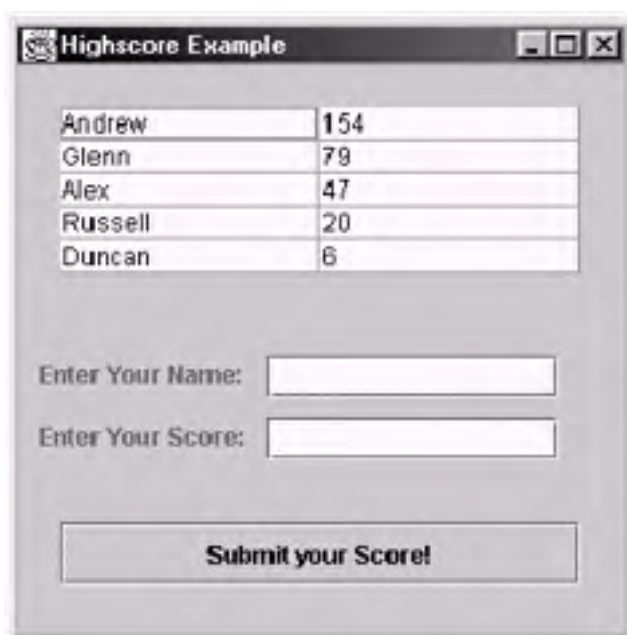 Highscore Example
Andrew 154
Glenn 79
Alex 47
Russell 20
Duncan 6
Enter Your Name:
Enter Your Score:
Submit your Score!